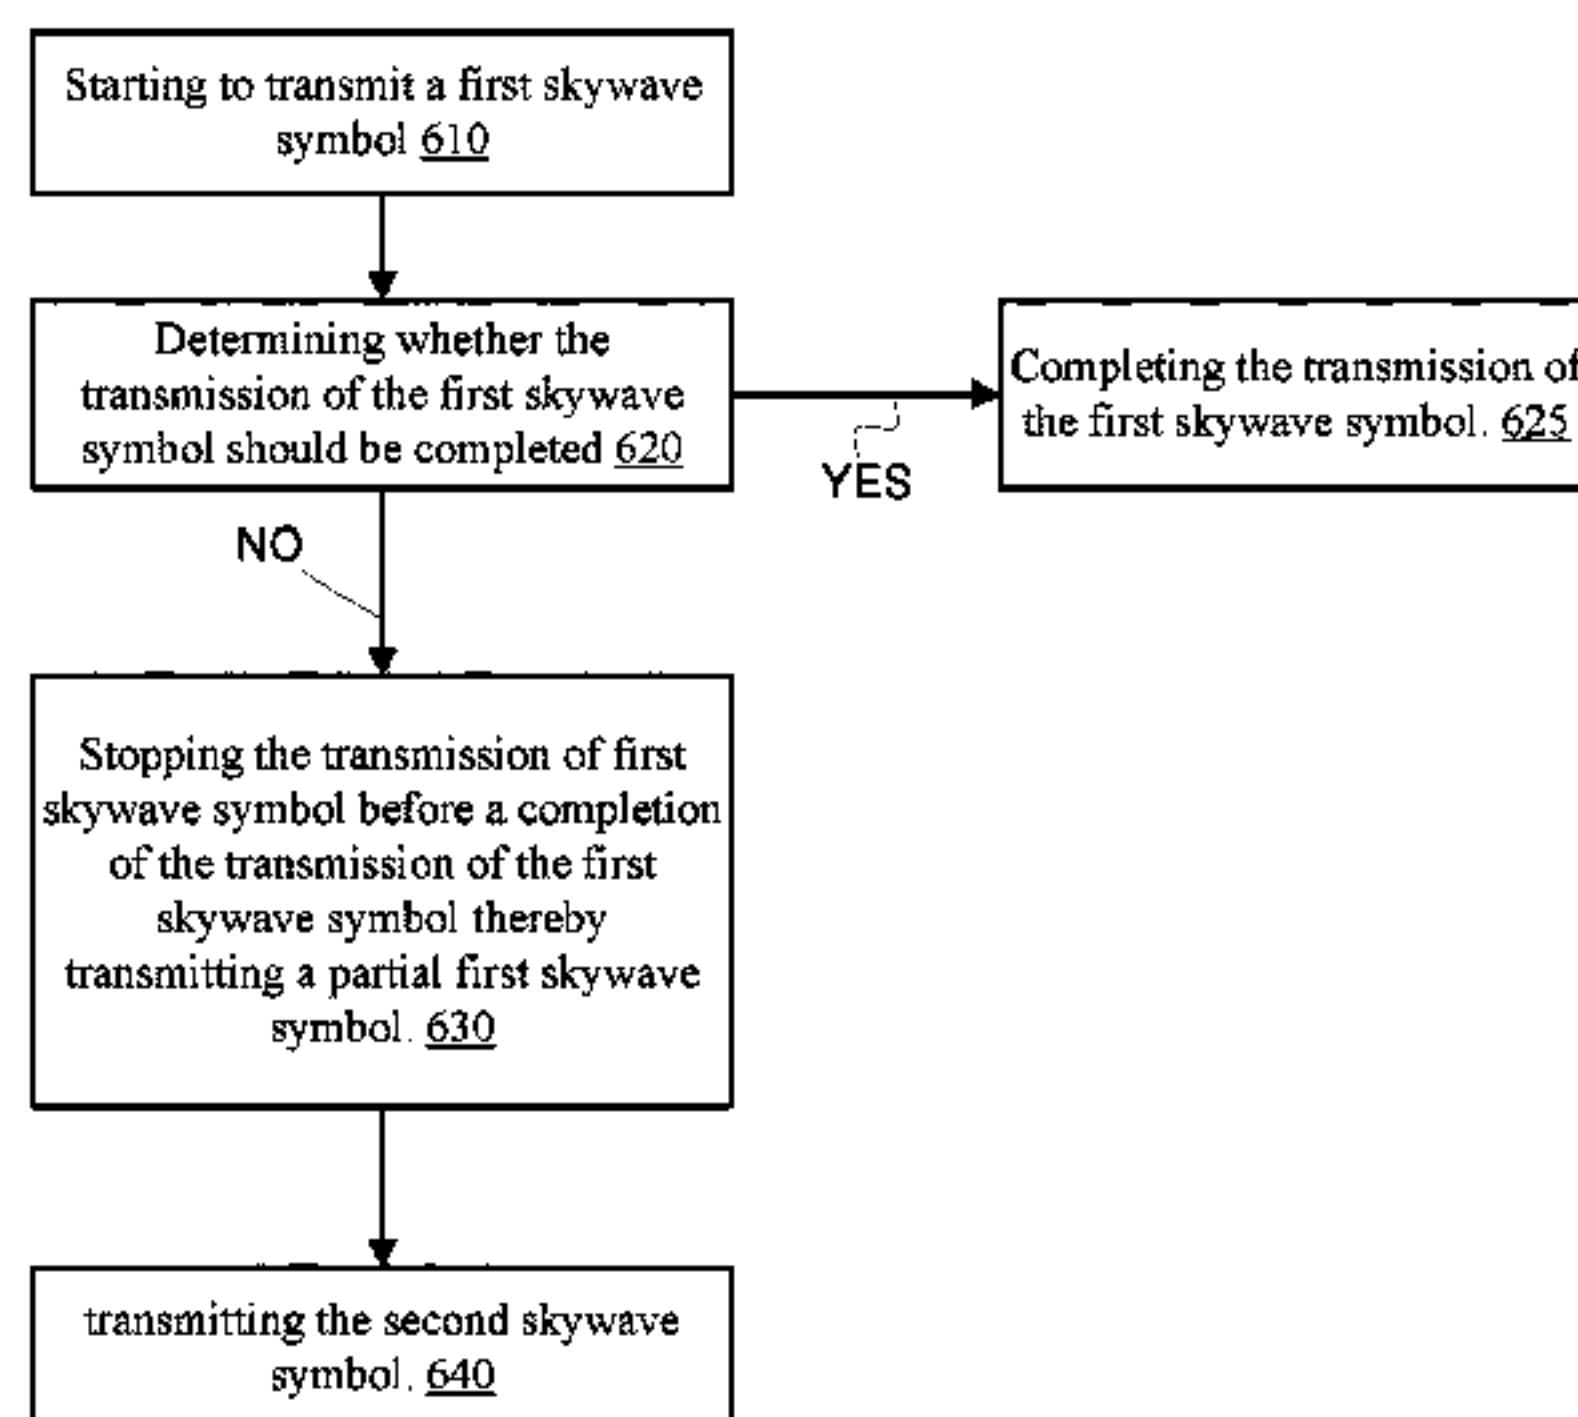 Starting to transmit a first skywave
symbol 610
Determining whether the
transmission of the first skywave
symbol should be completed 620
Completing the transmission of
the first skywave symbol. 625
YES
NO
Stopping the transmission of first
skywave symbol before a completion
of the transmission of the first
skywave symbol thereby
transmitting a partial first skywave
symbol. 630
transmitting the second skywave
symbol. 640